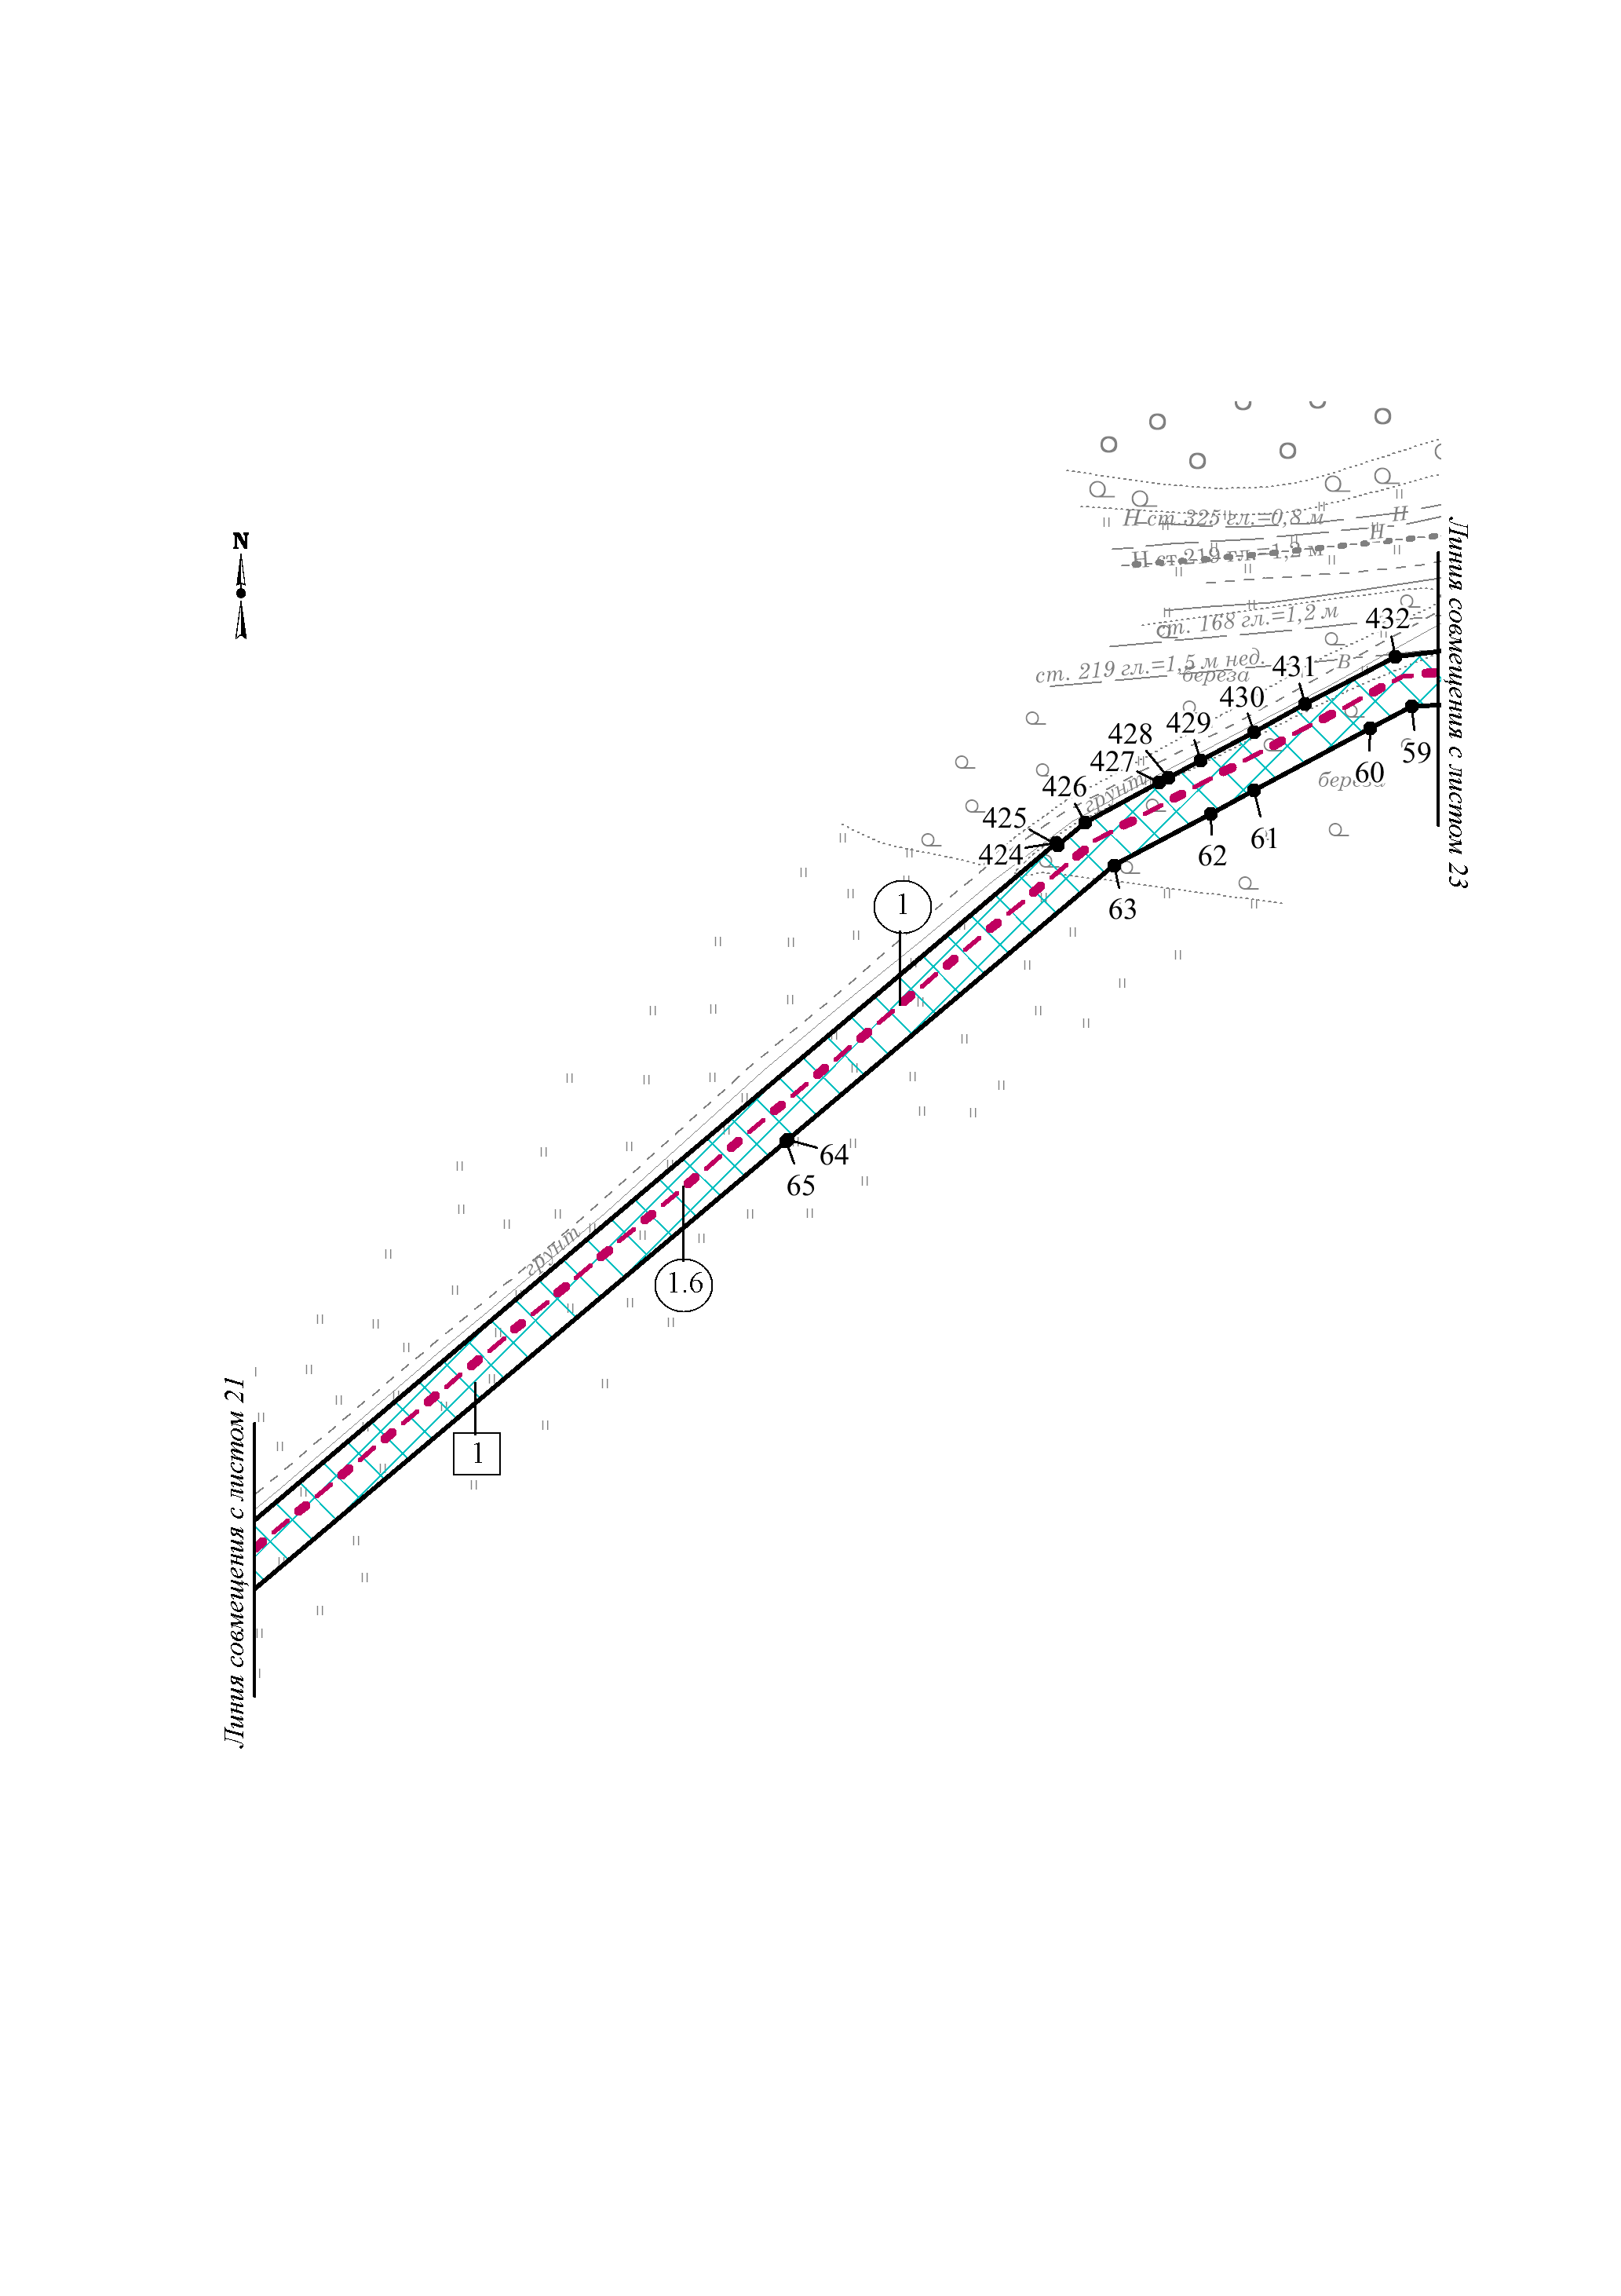 N
Н ст.325 гл.=0,8 м
Н
Н
Н ст.219 гл.=1,2 м
ст. 168 гл.=1,2 м
432
ст. 219 гл.=1,5 м нед.
В
береза
431
430
429
428
427
426
425
424
грунт
59
60
береза
61
62
63
Линия совмещения с листом 23
1
64
65
грунт
1.6
1
Линия совмещения с листом 21